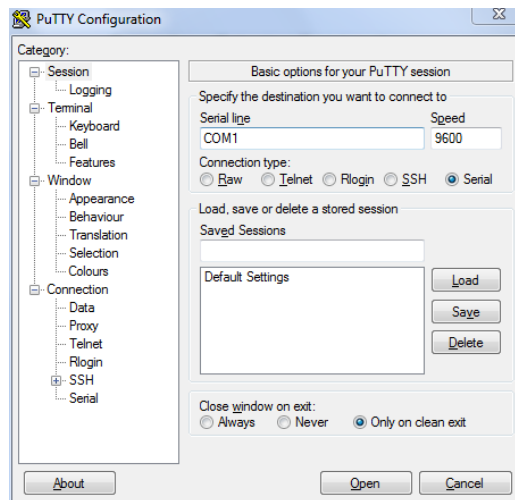 PuTTY Configuration
Category:
Session
Logging
Terminal
Keyboard
Bell
Features
Window
Appearance
Behaviour
Translation
Selection
Colours
Connection
Data
Proxy
Telnet
Rlogin
SSH
Serial
Basic options for your PuTTY session
Specify the destination you want to connect to
Serial line Speed
COM1 9600
Connection type:
Raw Telnet Rlogin SSH Serial
Load, save or delete a stored session
Saved Sessions
Default Settings
Load
Save
Delete
Close window on exit:
Always Never Only on clean exit
About Open Cancel